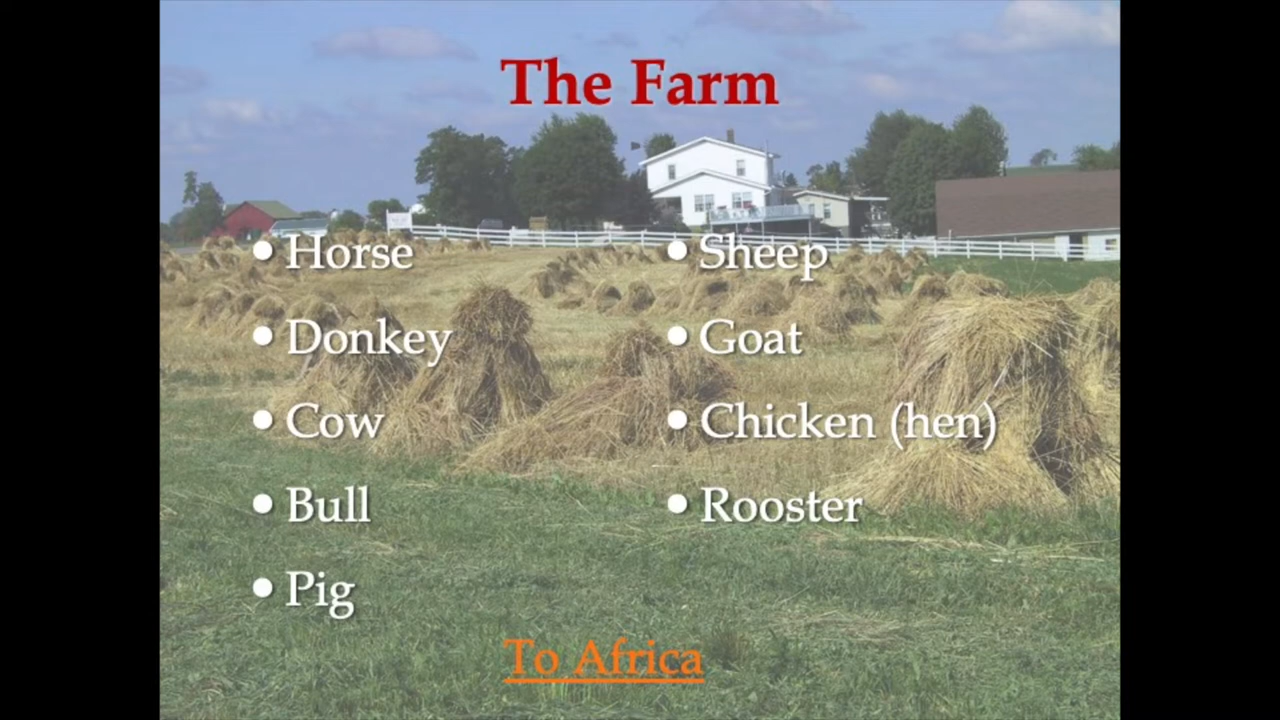 The Farm
• Horse
• Donkey
• Cow
• Bull
• Pig
• Sheep
• Goat
• Chicken (hen)
• Rooster
To Africa